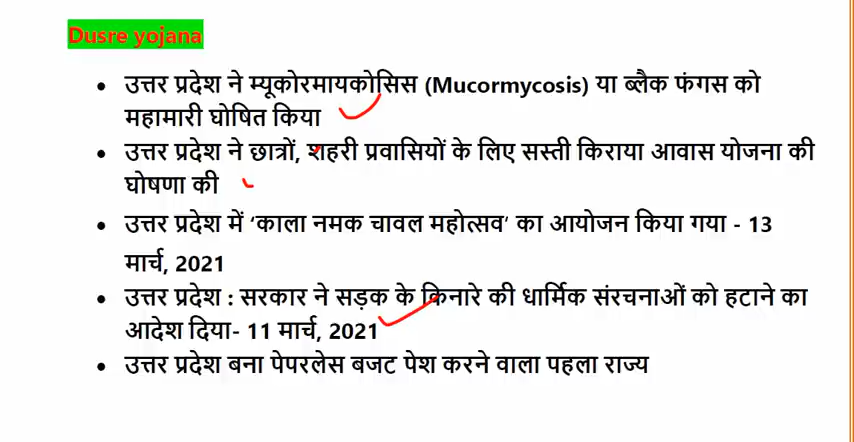 Dusre yojana
• उत्तर प्रदेश ने म्यूकोरमायकोसिस (Mucormycosis) या ब्लैक फंगस को
महामारी घोषित किया
• उत्तर प्रदेश ने छात्रों, शहरी प्रवासियों के लिए सस्ती किराया आवास योजना की
घोषणा की
• उत्तर प्रदेश में ‘काला नमक चावल महोत्सव’ का आयोजन किया गया - 13
मार्च, 2021
• उत्तर प्रदेश : सरकार ने सड़क के किनारे की धार्मिक संरचनाओं को हटाने का
आदेश दिया- 11 मार्च, 2021
• उत्तर प्रदेश बना पेपरलेस बजट पेश करने वाला पहला राज्य